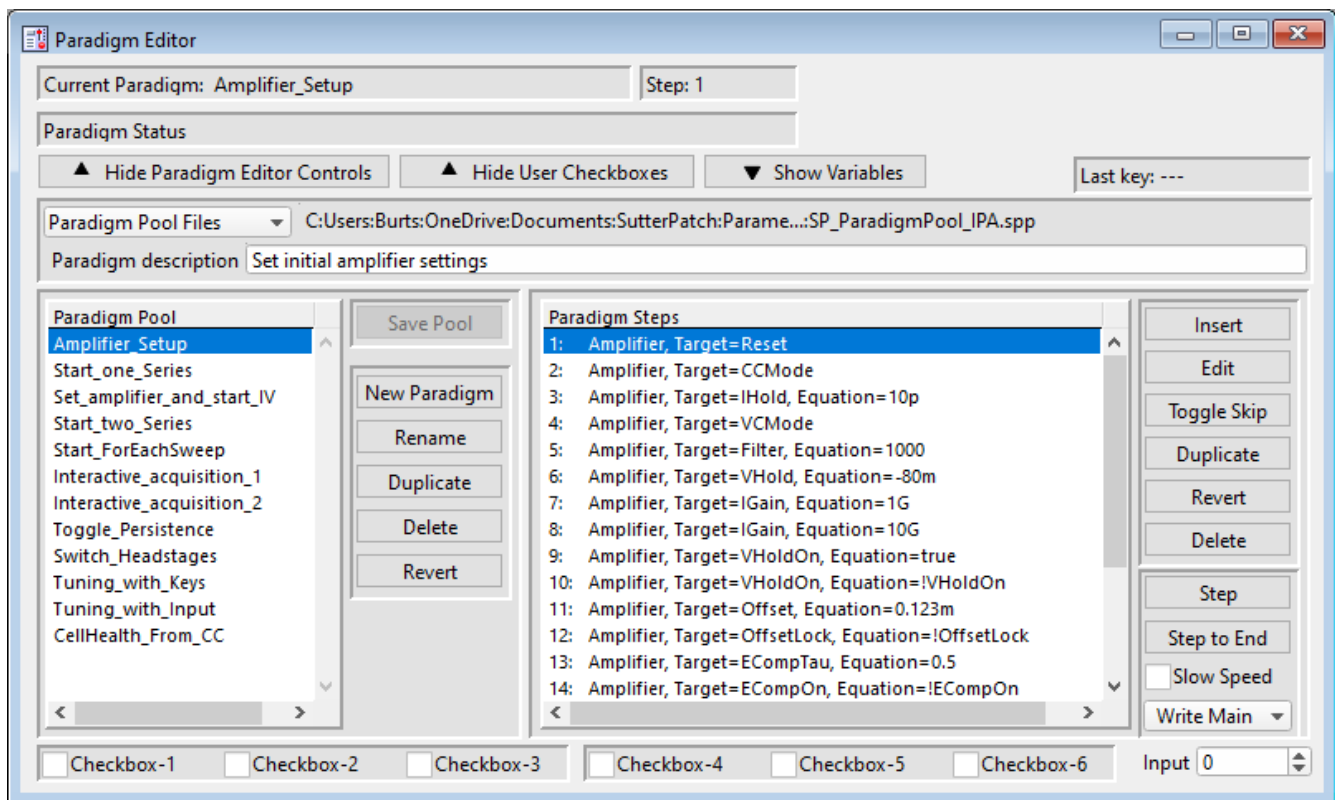 Paradigm Editor
Current Paradigm: Amplifier_Setup
Step: 1
Paradigm Status
Hide Paradigm Editor Controls
Hide User Checkboxes
Show Variables
Last key: ---
Paradigm Pool Files
C:Users:Burts:OneDrive:Documents:SutterPatch:Parame...:SP_ParadigmPool_IPA.spp
Paradigm description Set initial amplifier settings
Paradigm Pool
Amplifier_Setup
Start_one_Series
Set_amplifier_and_start_IV
Start_two_Series
Start_ForEachSweep
Interactive_acquisition_1
Interactive_acquisition_2
Toggle_Persistence
Switch_Headstages
Tuning_with_Keys
Tuning_with_Input
CellHealth_From_CC
Save Pool
New Paradigm
Rename
Duplicate
Delete
Revert
Paradigm Steps
1: Amplifier, Target=Reset
2: Amplifier, Target=CCMode
3: Amplifier, Target=IHold, Equation=10p
4: Amplifier, Target=VCMode
5: Amplifier, Target=Filter, Equation=1000
6: Amplifier, Target=VHold, Equation=-80m
7: Amplifier, Target=IGain, Equation=1G
8: Amplifier, Target=IGain, Equation=10G
9: Amplifier, Target=VHoldOn, Equation=true
10: Amplifier, Target=VHoldOn, Equation=!VHoldOn
11: Amplifier, Target=Offset, Equation=0.123m
12: Amplifier, Target=OffsetLock, Equation=!OffsetLock
13: Amplifier, Target=ECompTau, Equation=0.5
14: Amplifier, Target=ECompOn, Equation=!ECompOn
Insert
Edit
Toggle Skip
Duplicate
Revert
Delete
Step
Step to End
Slow Speed
Write Main
Checkbox-1 Checkbox-2 Checkbox-3 Checkbox-4 Checkbox-5 Checkbox-6 Input 0